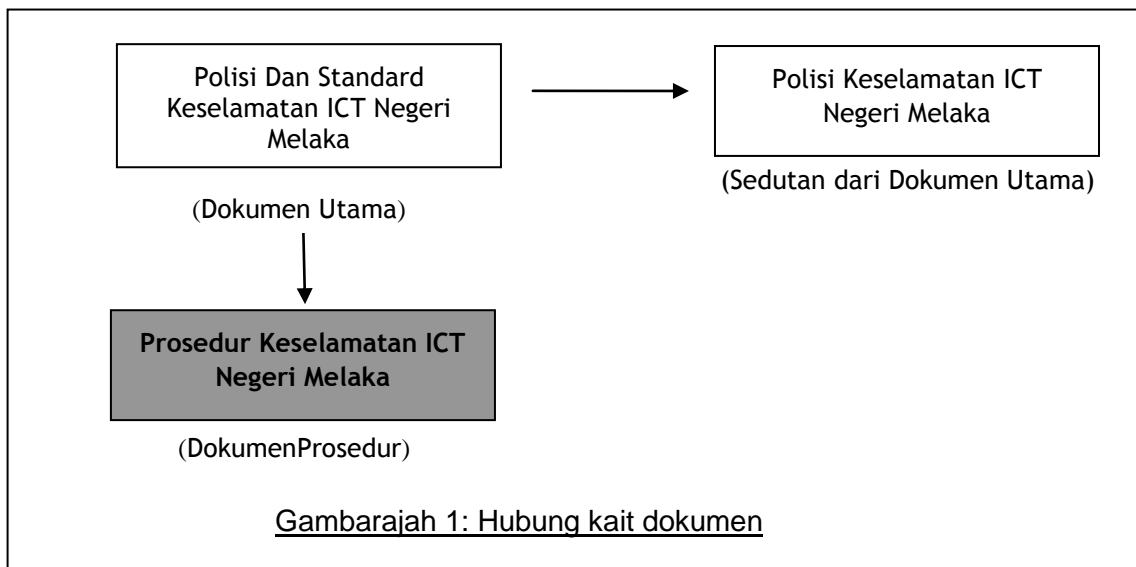 Polisi Dan Standard
Keselamatan ICT Negeri
Melaka
(Dokumen Utama)
Polisi Keselamatan ICT
Negeri Melaka
(Sedutan dari Dokumen Utama)
Prosedur Keselamatan ICT
Negeri Melaka
(DokumenProsedur)
Gambarajah 1: Hubung kait dokumen